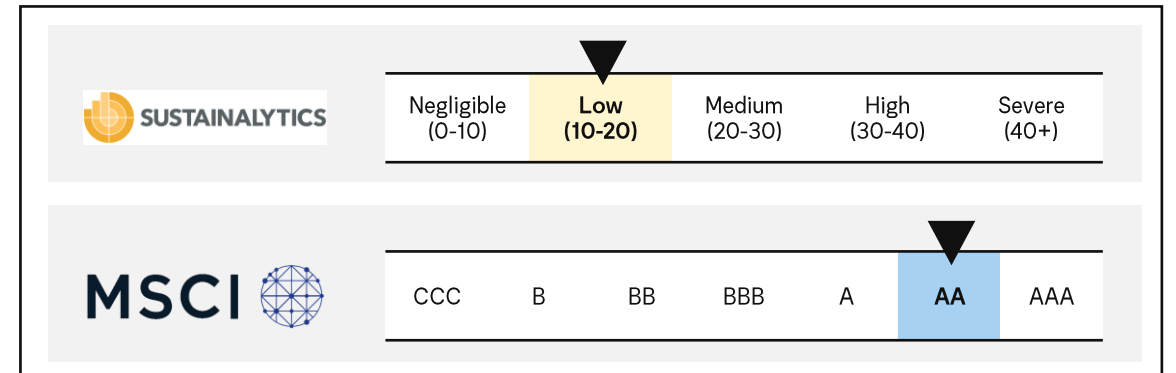 SUSTAINALYTICS
Negligible Low Medium High Severe
(0-10) (10-20) (20-30) (30-40) (40+)
MSCI
CCC B BB BBB A AA AAA